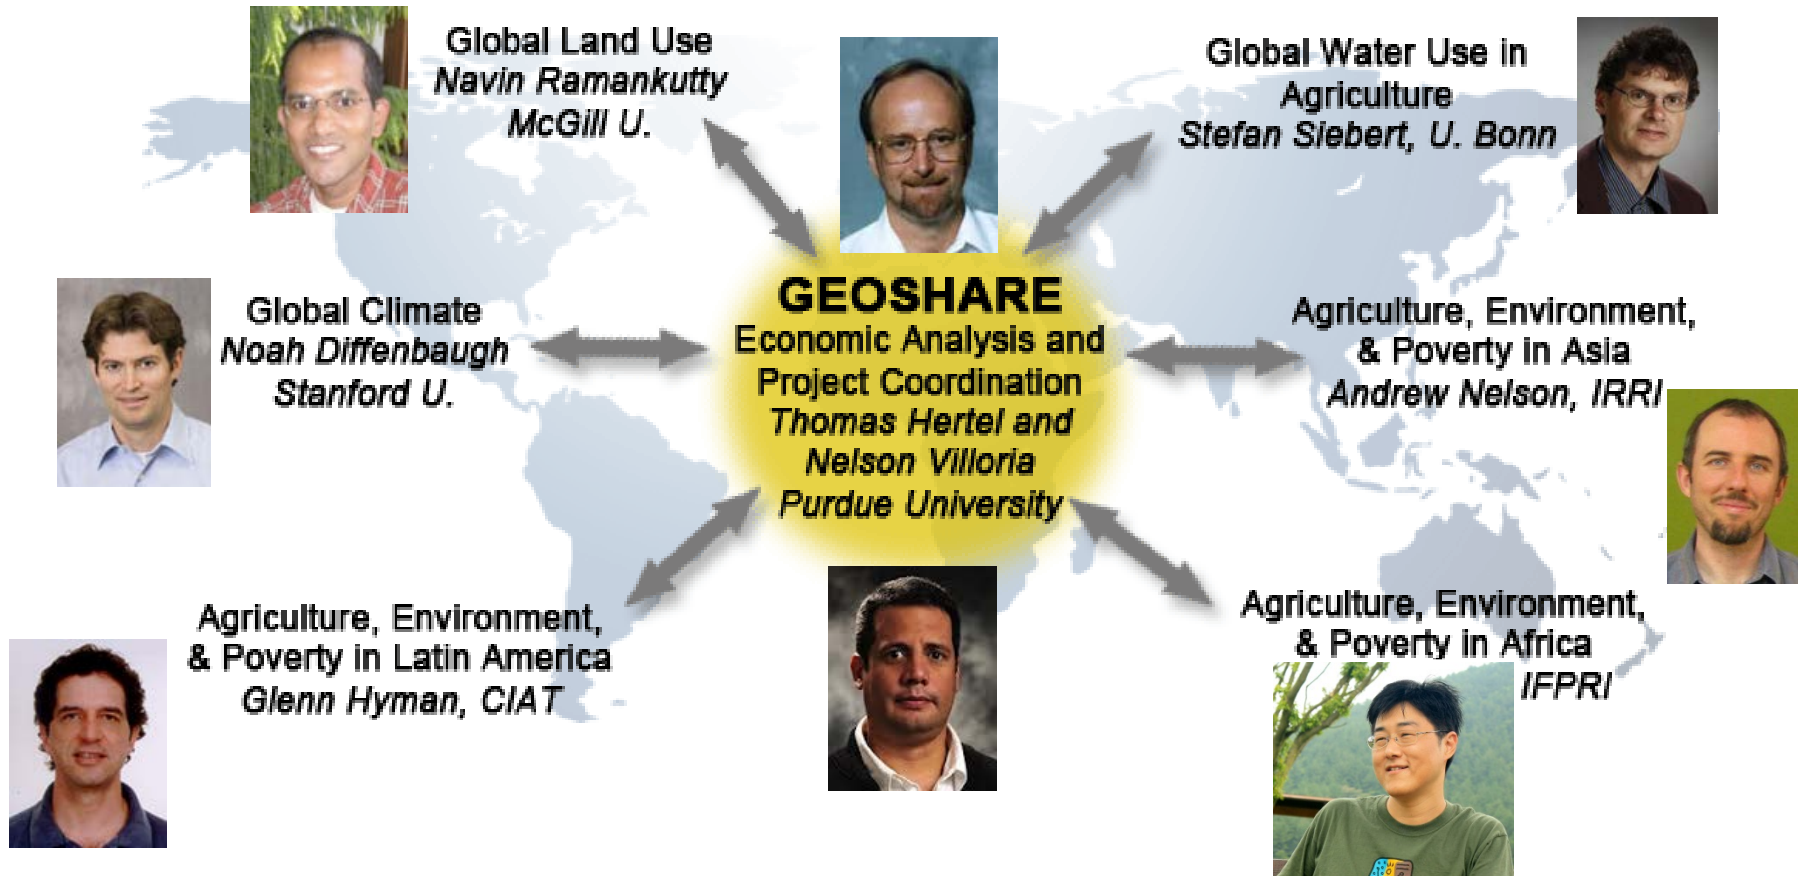 Global Land Use
Navin Ramankutty
McGill U.
Global Water Use in
Agriculture
Stefan Siebert, U. Bonn
Global Climate
Noah Diffenbaugh
Stanford U.
GEOSHARE
Economic Analysis and
Project Coordination
Thomas Hertel and
Nelson Villoria
Purdue University
Agriculture, Environment,
& Poverty in Asia
Andrew Nelson, IRRI
Agriculture, Environment,
& Poverty in Latin America
Glenn Hyman, CIAT
Agriculture, Environment,
& Poverty in Africa
IFPRI